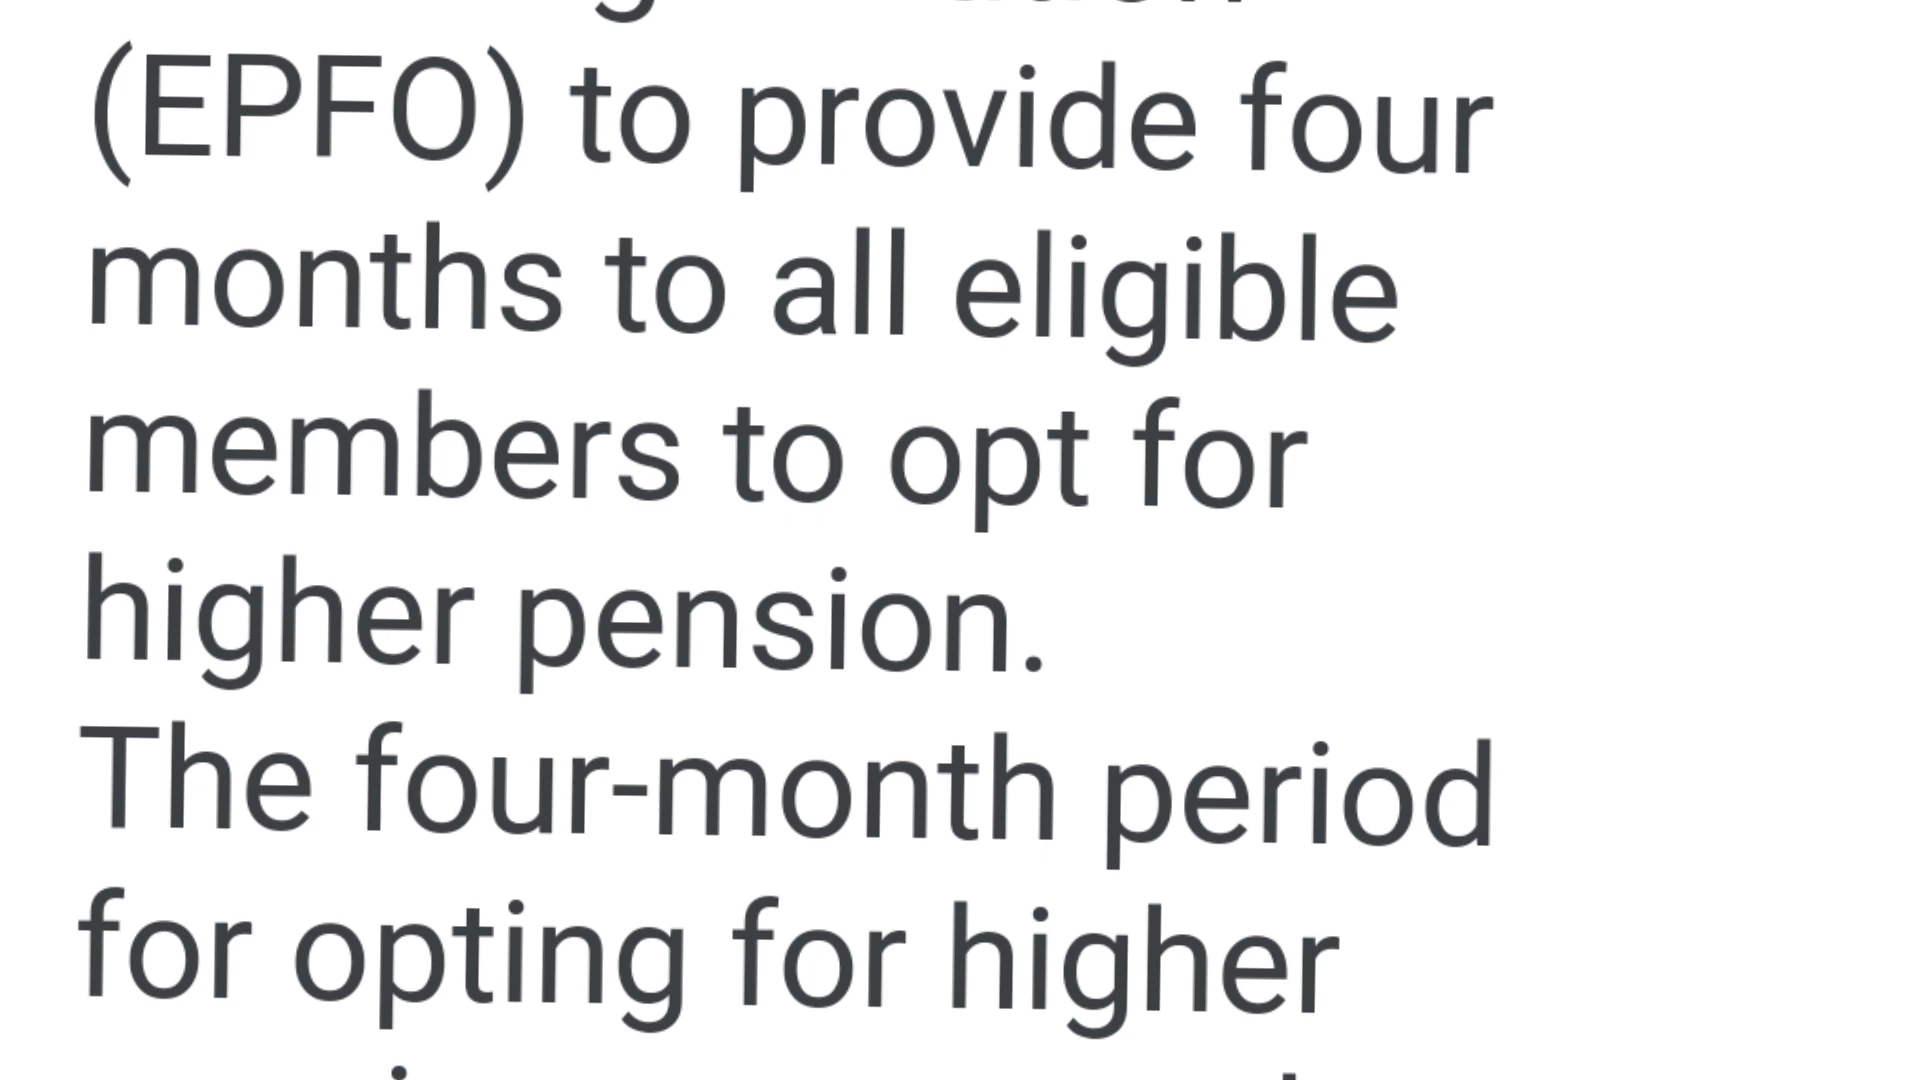 (EPFO) to provide four
months to all eligible
members to opt for
higher pension.
The four-month period
for opting for higher